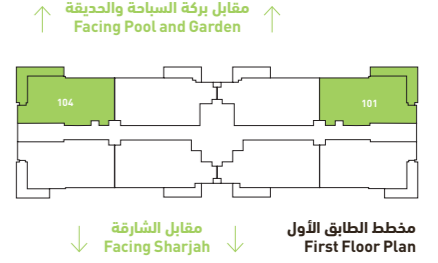 مقابل بركة السباحة والحديقة
Facing Pool and Garden
104
101
مقابل الشارقة
Facing Sharjah
مخطط الطابق الأول
First Floor Plan